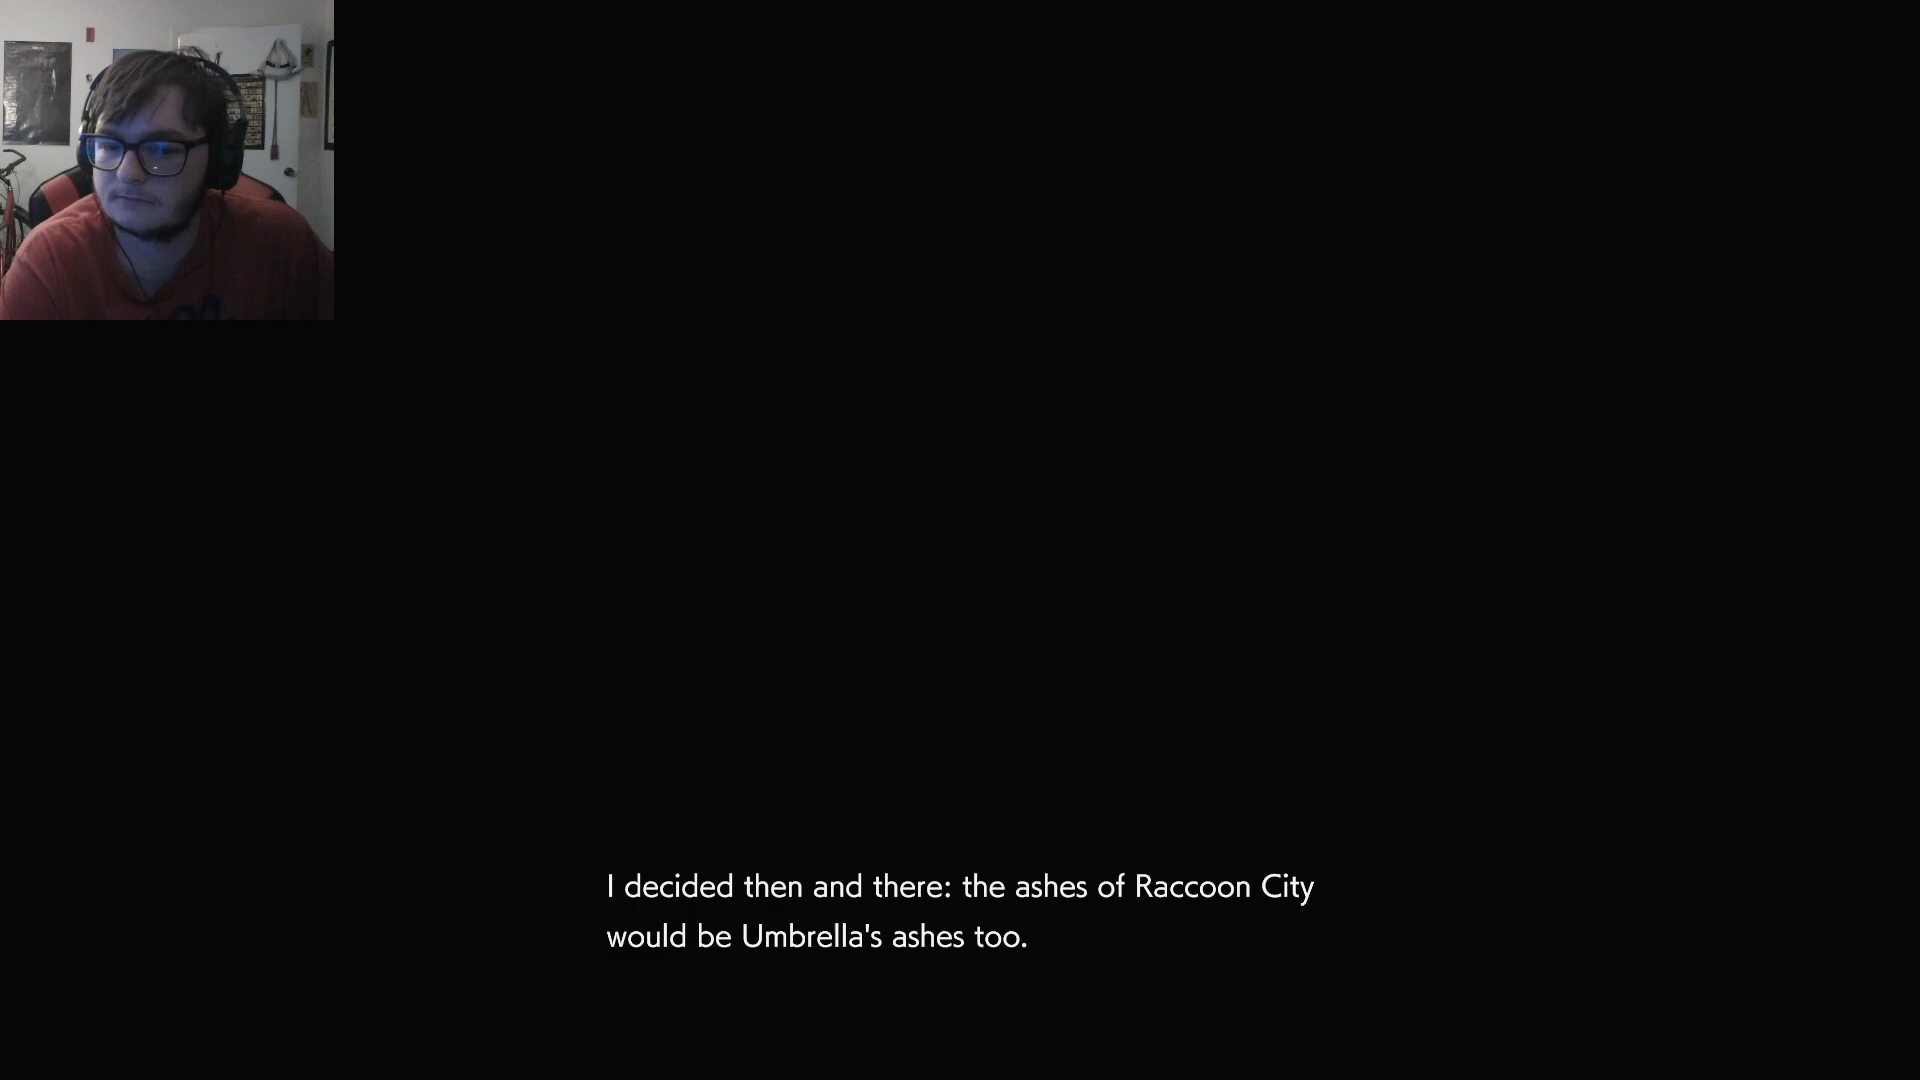 I decided then and there: the ashes of Raccoon City
would be Umbrella's ashes too.